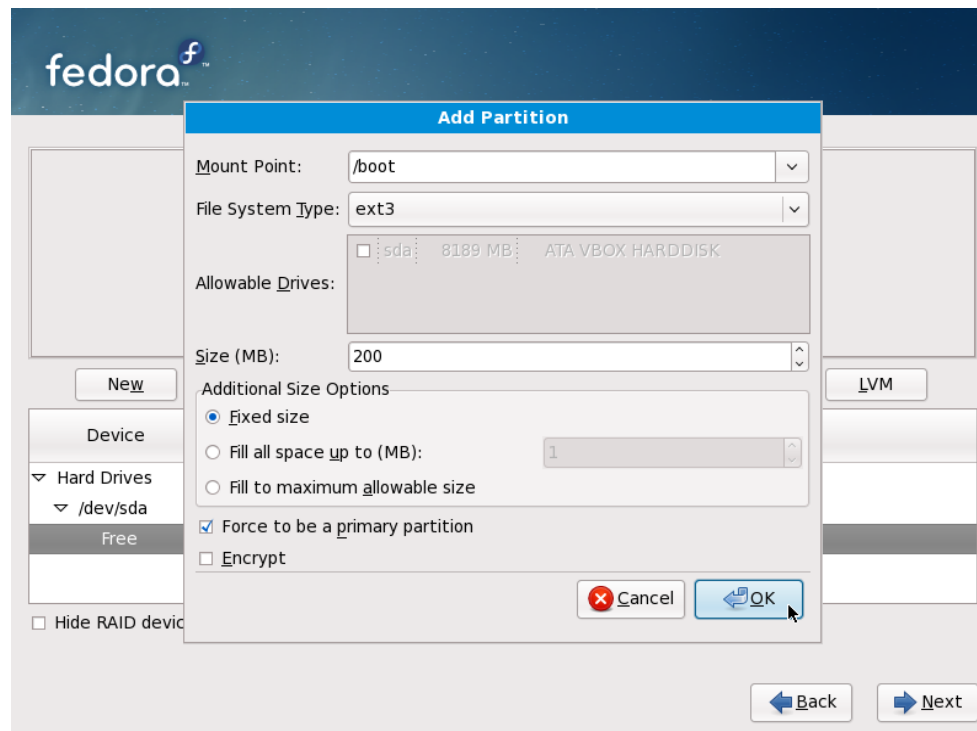 fedora f ™
Add Partition
Mount Point: /boot
File System Type: ext3
sda 8189 MB ATA VBOX HARDDISK
Allowable Drives:
Size (MB): 200
New
LVM
Additional Size Options
Fixed size
Device
Fill all space up to (MB): 1
Hard Drives
Fill to maximum allowable size
/dev/sda
Force to be a primary partition
Free
Encrypt
Cancel OK
Hide RAID devic
Back Next